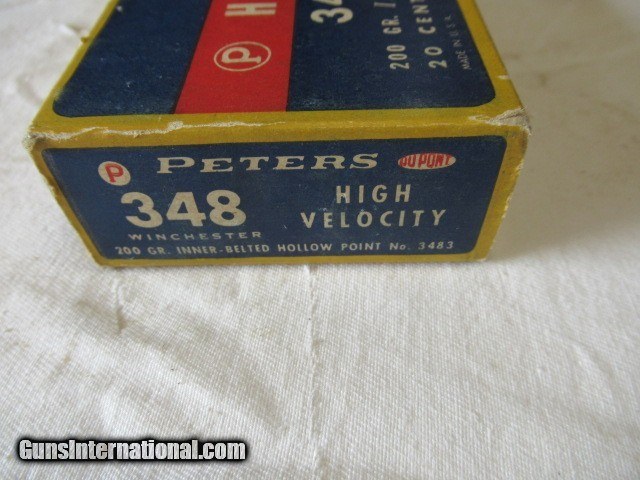 P H
34
200 GR. I
20 CENT
MADE IN U.S.A.
P PETERS DU PONT
348 HIGH
WINCHESTER VELOCITY
200 GR. INNER-BELTED HOLLOW POINT No. 3483
GunsInternational.com